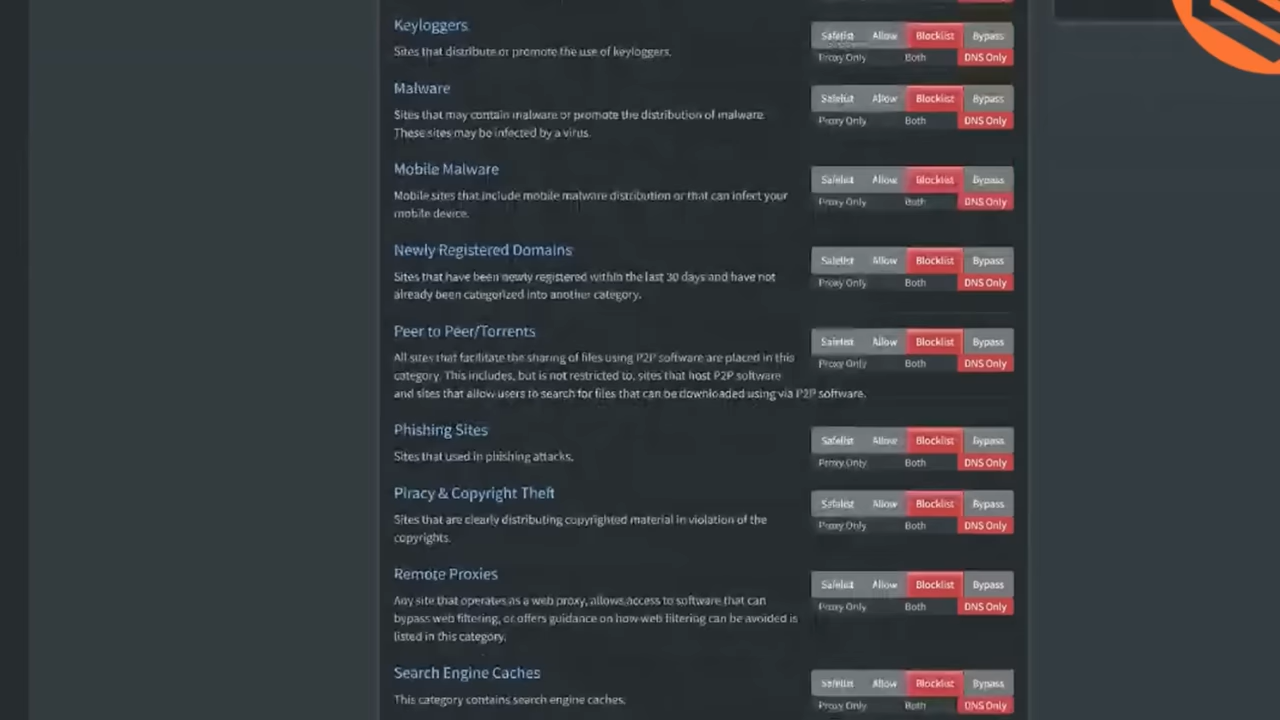 Keyloggers
Safelist Allow Blocklist Bypass
Sites that distribute or promote the use of keyloggers.
Proxy Only Both DNS Only
Malware
Safelist Allow Blocklist Bypass
Sites that may contain malware or promote the distribution of malware.
Proxy Only Both DNS Only
These sites may be infected by a virus.
Mobile Malware
Safelist Allow Blocklist Bypass
Mobile sites that include mobile malware distribution or that can infect your
Proxy Only Both DNS Only
mobile device.
Newly Registered Domains
Safelist Allow Blocklist Bypass
Sites that have been newly registered within the last 30 days and have not
Proxy Only Both DNS Only
already been categorized into another category.
Peer to Peer/Torrents
Safelist Allow Blocklist Bypass
All sites that facilitate the sharing of files using P2P software are placed in this
Proxy Only Both DNS Only
category. This includes, but is not restricted to, sites that host P2P software
and sites that allow users to search for files that can be downloaded using via P2P software.
Phishing Sites
Safelist Allow Blocklist Bypass
Sites that used in phishing attacks.
Proxy Only Both DNS Only
Piracy & Copyright Theft
Safelist Allow Blocklist Bypass
Sites that are clearly distributing copyrighted material in violation of the
Proxy Only Both DNS Only
copyrights.
Remote Proxies
Safelist Allow Blocklist Bypass
Any site that operates as a web proxy, allows access to software that can
Proxy Only Both DNS Only
bypass web filtering, or offers guidance on how web filtering can be avoided is
listed in this category.
Search Engine Caches
Safelist Allow Blocklist Bypass
This category contains search engine caches.
Proxy Only Both DNS Only